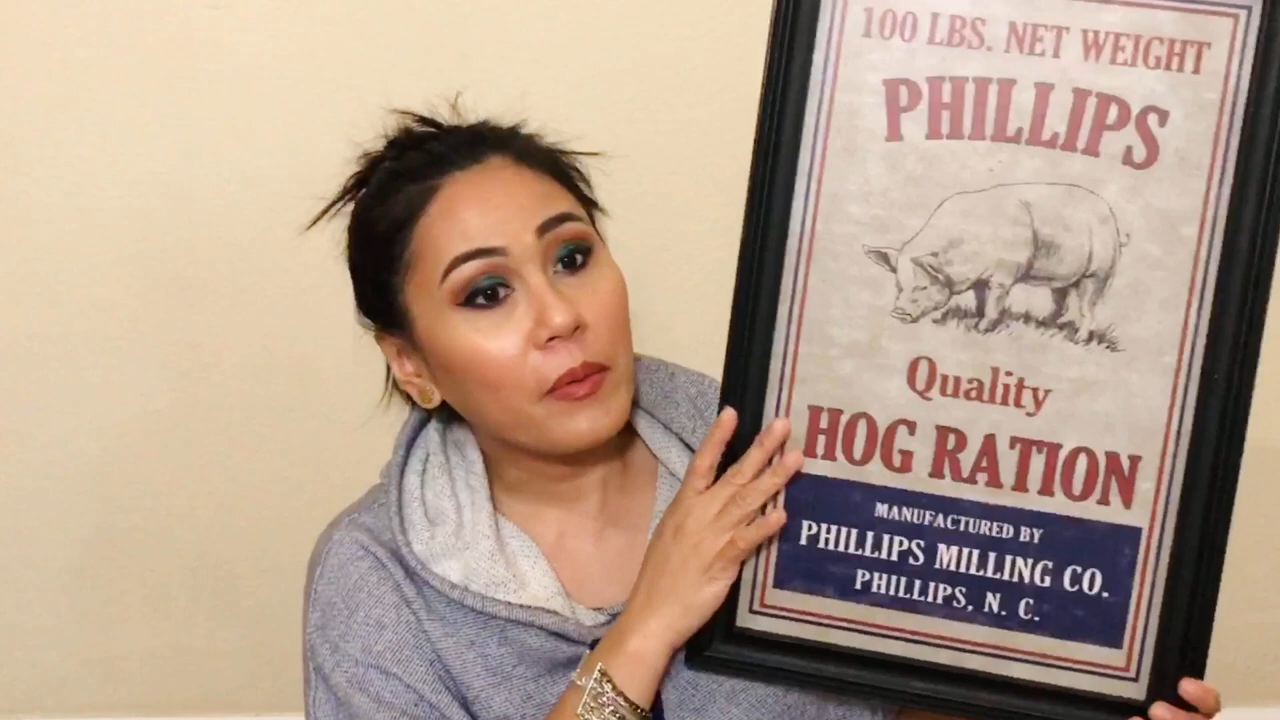 100 LBS. NET WEIGHT
PHILLIPS
Quality
HOG RATION
MANUFACTURED BY
PHILLIPS MILLING CO.
PHILLIPS, N. C.